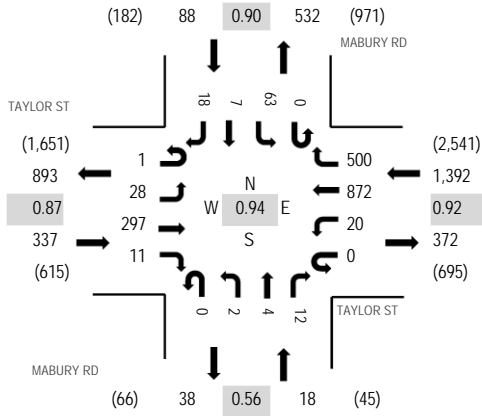 (182) 88 0.90 532 (971)
MABURY RD
TAYLOR ST
18 7 63 0
(1,651)
893
0.87
337
(615)
1
28
297
11
N
W 0.94 E
S
500
872
20
0
(2,541)
1,392
0.92
372
(695)
0 2 4 12
TAYLOR ST
MABURY RD
(66) 38 0.56 18 (45)